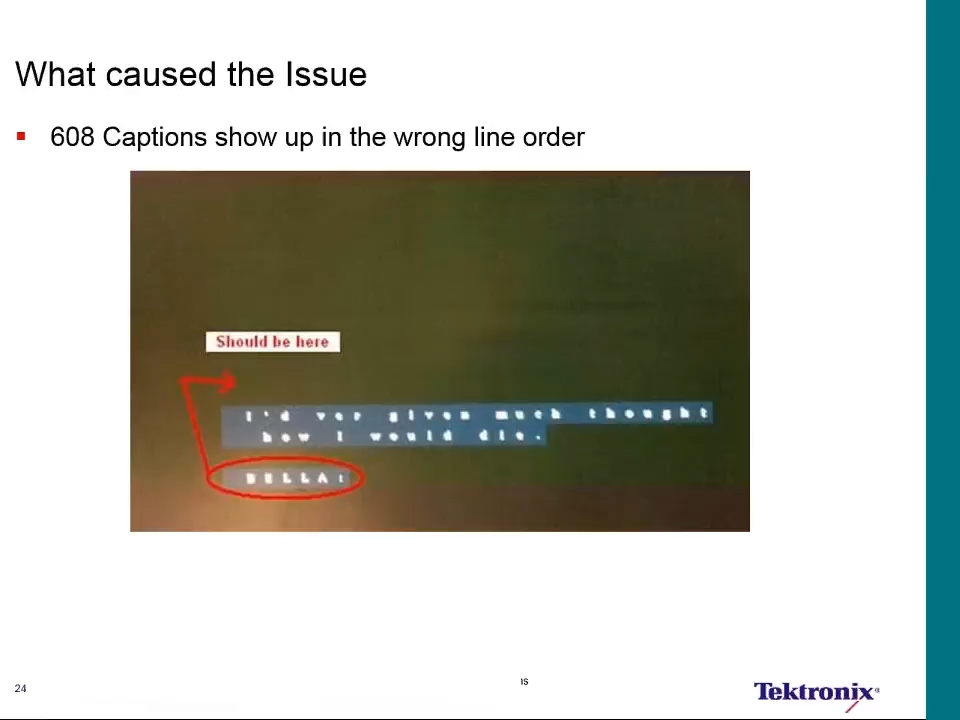 What caused the Issue
608 Captions show up in the wrong line order
Should be here
I'd ver given much thought
how I would die.
BELLA:
24
ns
Tektronix